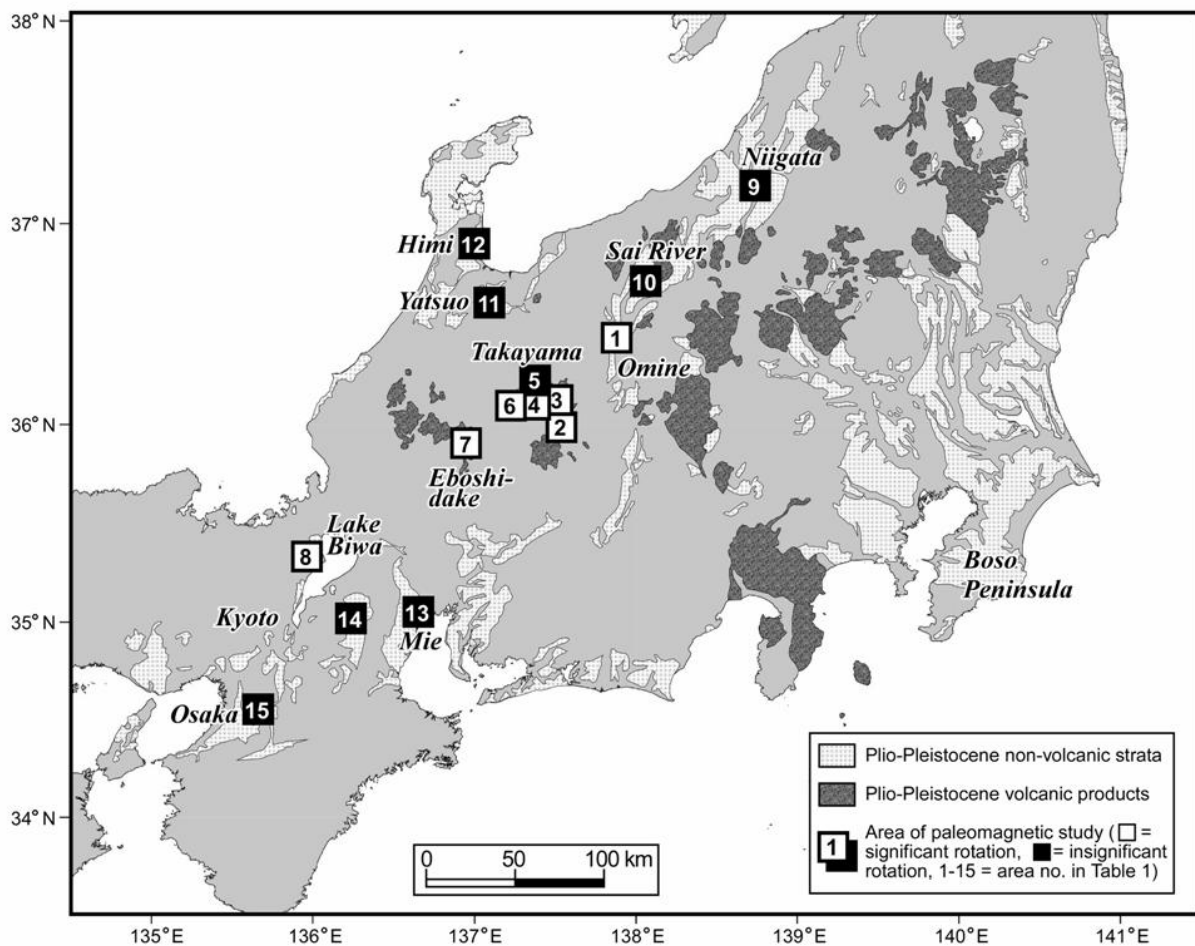 38° N
37° N
36° N
35° N
34° N
135° E
136° E
137° E
138° E
139° E
140° E
141° E
Niigata
9
Himi
12
Sai River
10
Yatsuo
11
1
Omine
Takayama
5
6
4
3
2
7
Eboshi-
dake
Lake
Biwa
8
Kyoto
14
13
Mie
Osaka
15
Boso
Peninsula
0 50 100 km
Plio-Pleistocene non-volcanic strata
Plio-Pleistocene volcanic products
1
Area of paleomagnetic study ( □ =
significant rotation, ■ = insignificant
rotation, 1-15 = area no. in Table 1)